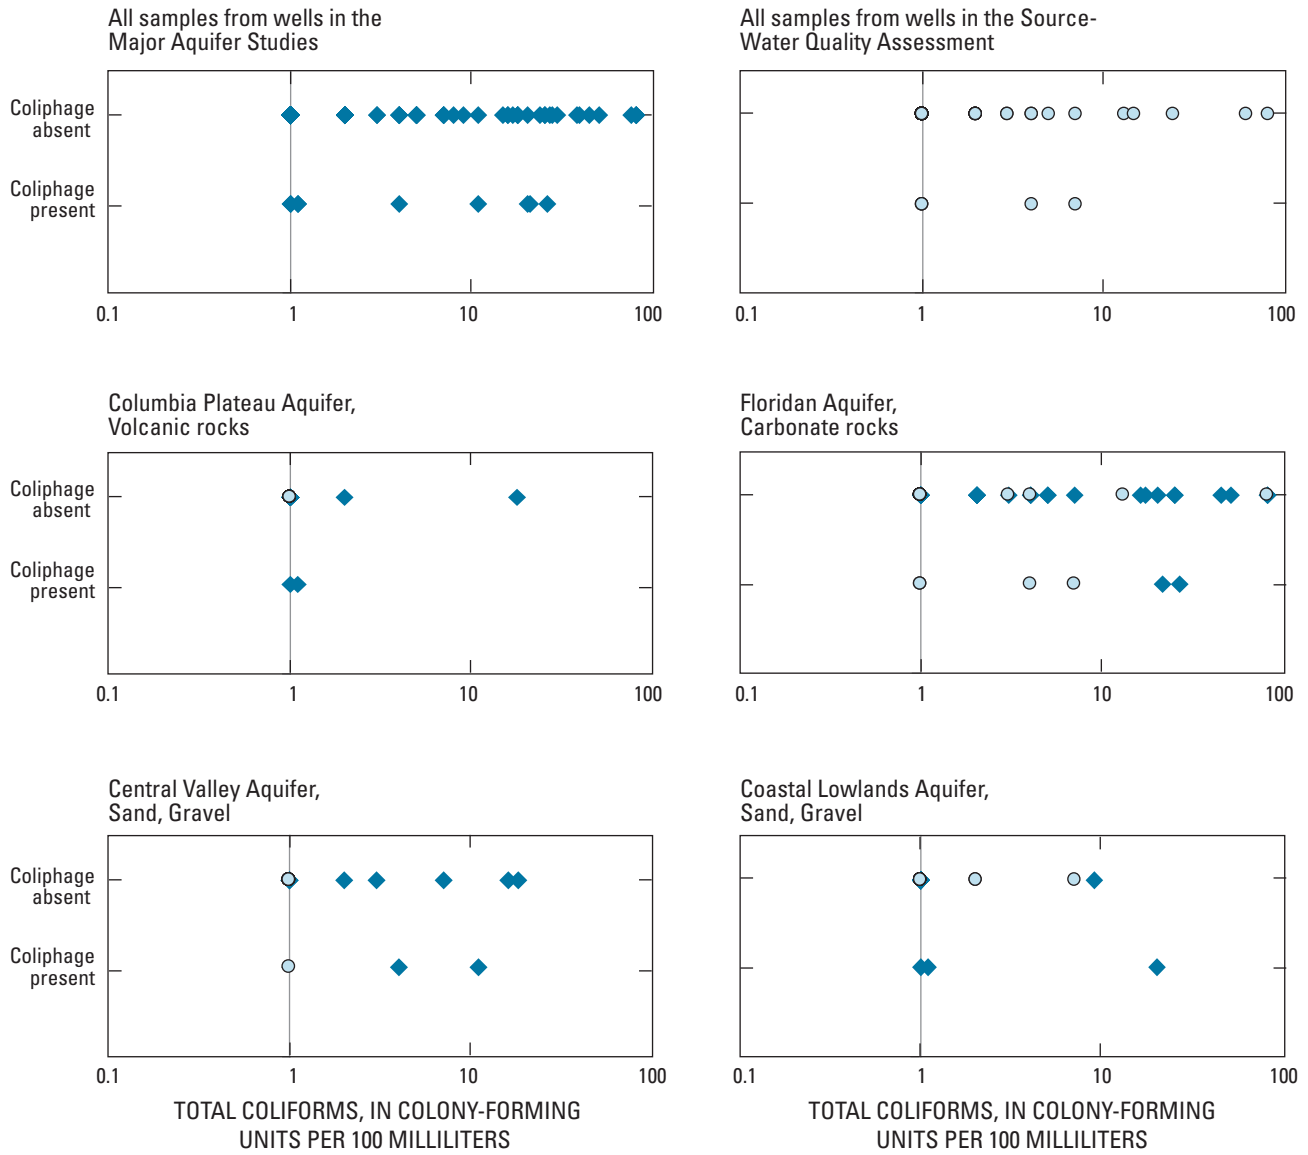 All samples from wells in the
Major Aquifer Studies
Coliphage
absent
Coliphage
present
0.1 1 10 100
All samples from wells in the Source-
Water Quality Assessment
0.1 1 10 100
Columbia Plateau Aquifer,
Volcanic rocks
Coliphage
absent
Coliphage
present
0.1 1 10 100
Floridan Aquifer,
Carbonate rocks
0.1 1 10 100
Central Valley Aquifer,
Sand, Gravel
Coliphage
absent
Coliphage
present
0.1 1 10 100
TOTAL COLIFORMS, IN COLONY-FORMING
UNITS PER 100 MILLILITERS
Coastal Lowlands Aquifer,
Sand, Gravel
0.1 1 10 100
TOTAL COLIFORMS, IN COLONY-FORMING
UNITS PER 100 MILLILITERS